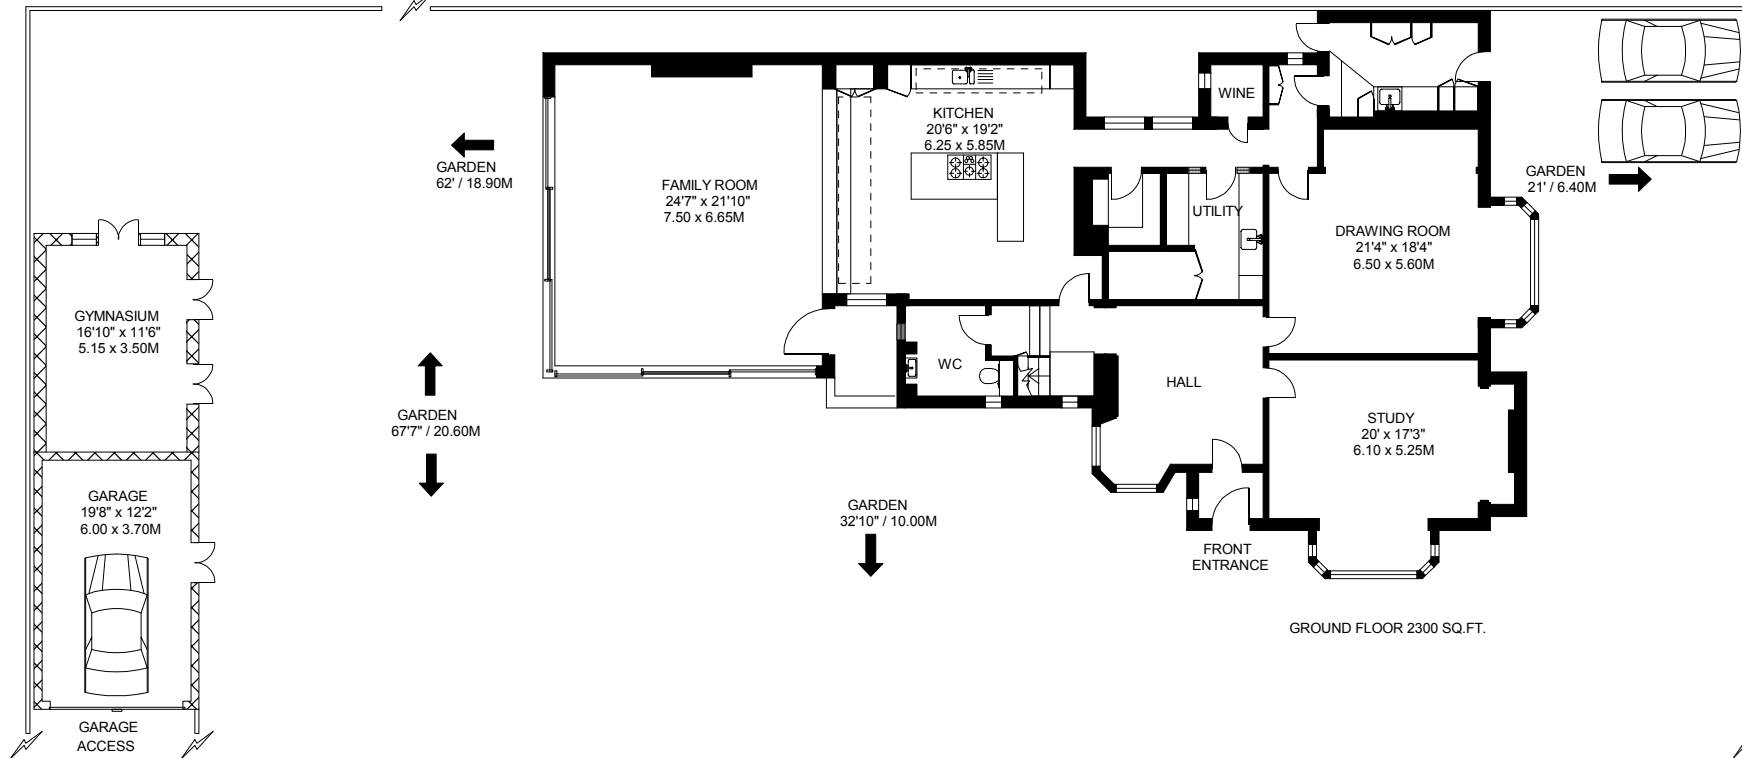 WINE
KITCHEN
20'6" x 19'2"
6.25 x 5.85M
GARDEN
62' / 18.90M
FAMILY ROOM
24'7" x 21'10"
7.50 x 6.65M
GARDEN
21' / 6.40M
UTILITY
DRAWING ROOM
21'4" x 18'4"
6.50 x 5.60M
GYMNASIUM
16'10" x 11'6"
5.15 x 3.50M
WC
HALL
GARDEN
67'7" / 20.60M
STUDY
20' x 17'3"
6.10 x 5.25M
GARAGE
19'8" x 12'2"
6.00 x 3.70M
GARDEN
32'10" / 10.00M
FRONT
ENTRANCE
GROUND FLOOR 2300 SQ.FT.
GARAGE
ACCESS